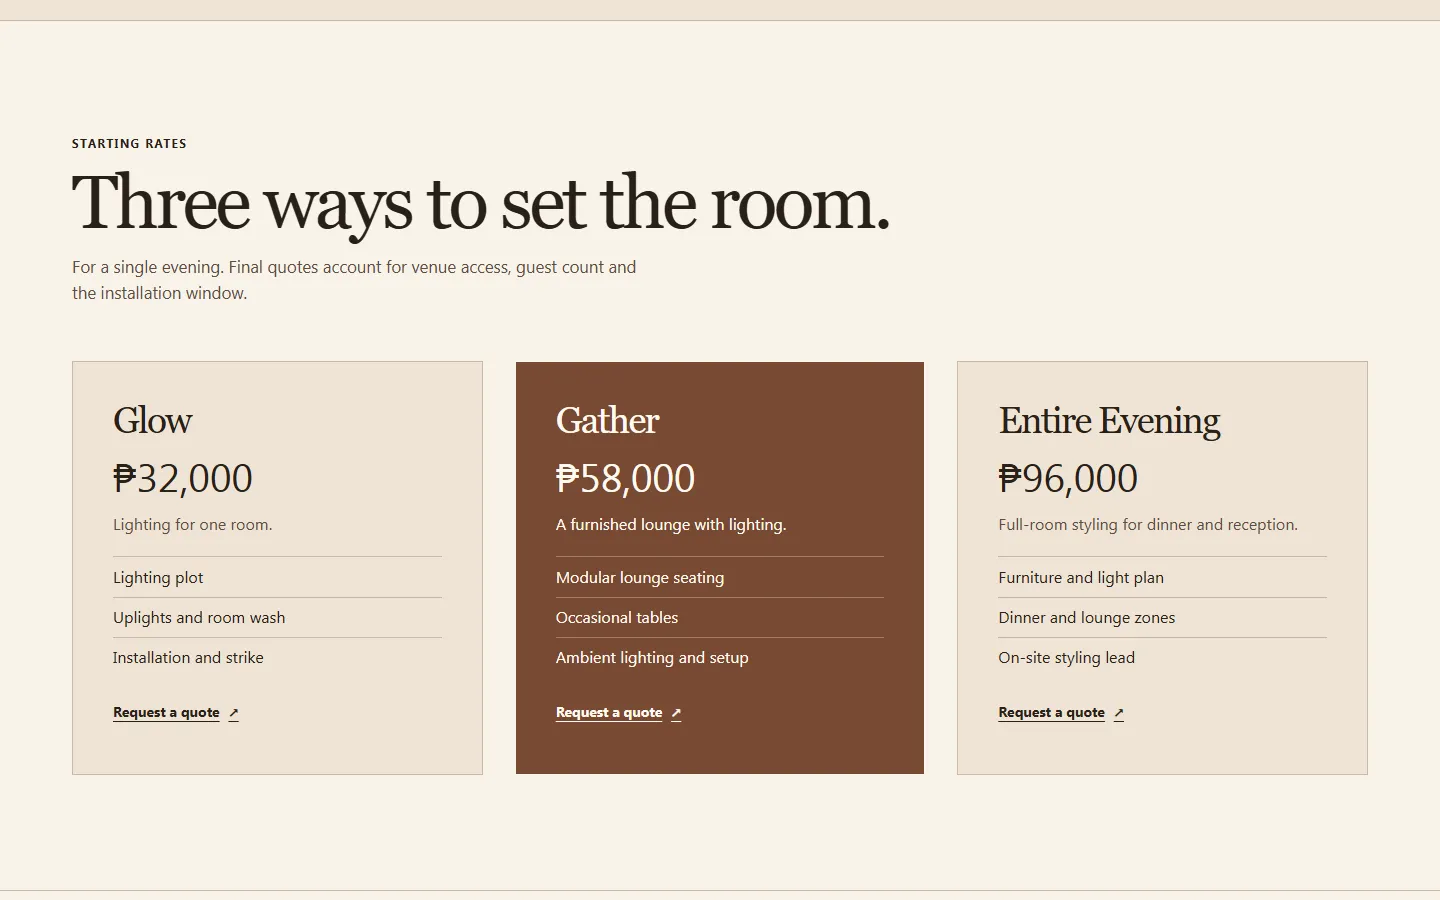 STARTING RATES
Three ways to set the room.
For a single evening. Final quotes account for venue access, guest count and
the installation window.
Glow
₱32,000
Lighting for one room.
Lighting plot
Uplights and room wash
Installation and strike
Request a quote ↗
Gather
₱58,000
A furnished lounge with lighting.
Modular lounge seating
Occasional tables
Ambient lighting and setup
Request a quote ↗
Entire Evening
₱96,000
Full-room styling for dinner and reception.
Furniture and light plan
Dinner and lounge zones
On-site styling lead
Request a quote ↗